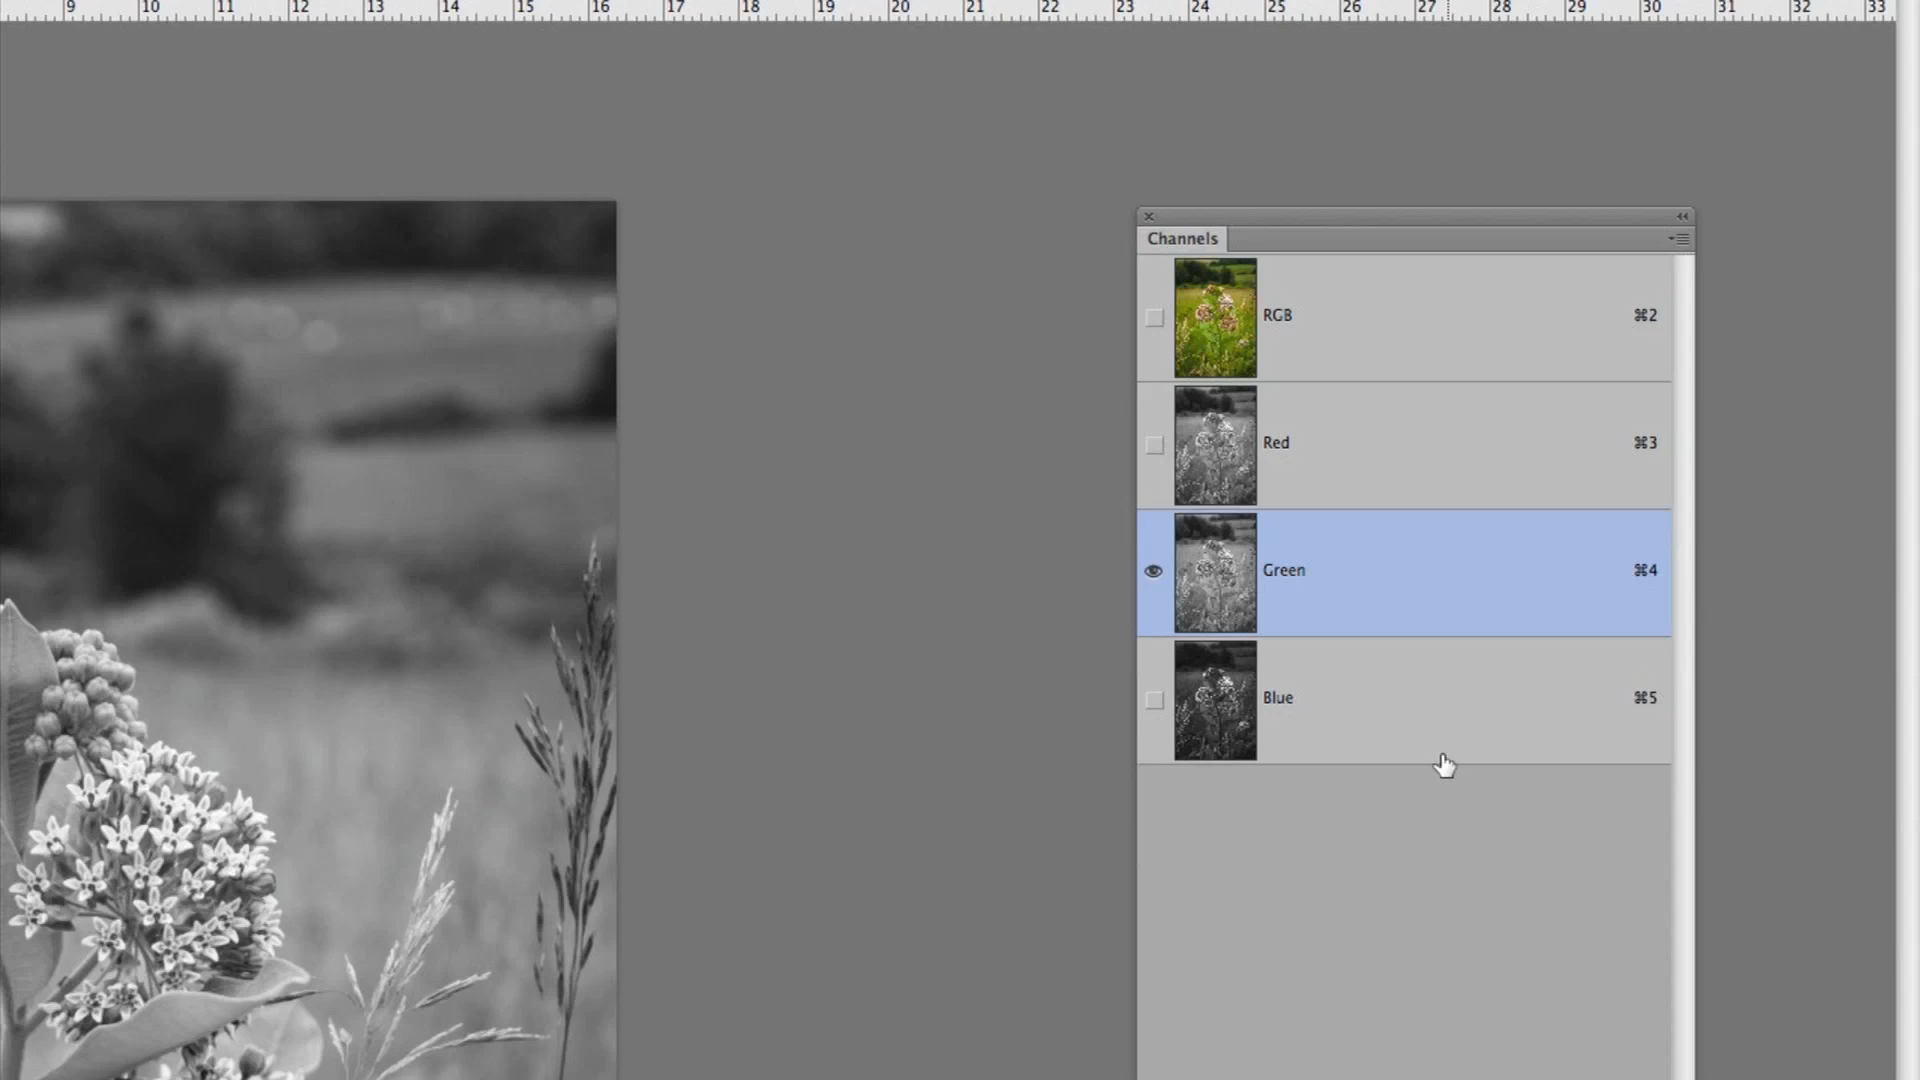 9 10 11 12 13 14 15 16 17 18 19 20 21 22 23 24 25 26 27 28 29 30 31 32 33
Channels
RGB ⌘2
Red ⌘3
Green ⌘4
Blue ⌘5